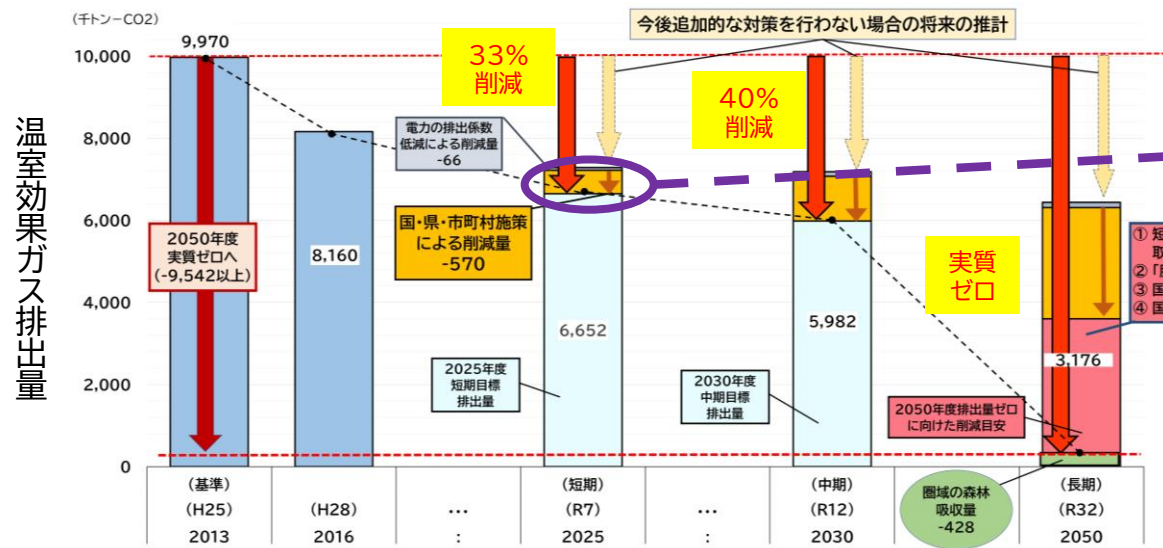 (千トン－CO2)
今後追加的な対策を行わない場合の将来の推計
9,970
33%
削減
40%
削減
10,000
8,000
6,000
4,000
2,000
0
温室効果ガス排出量
電力の排出係数
低減による削減量
-66
国・県・市町村施策
による削減量
-570
2050年度
実質ゼロへ
(-9,542以上)
8,160
6,652
5,982
3,176
実質
ゼロ
① 短
取
②「脱
③ 国
④ 国
2025年度
短期目標
排出量
2030年度
中期目標
排出量
2050年度排出量ゼロ
に向けた削減目安
圏域の森林
吸収量
-428
(基準)
(H25)
2013
(H28)
2016
…
:
(短期)
(R7)
2025
…
:
(中期)
(R12)
2030
(長期)
(R32)
2050